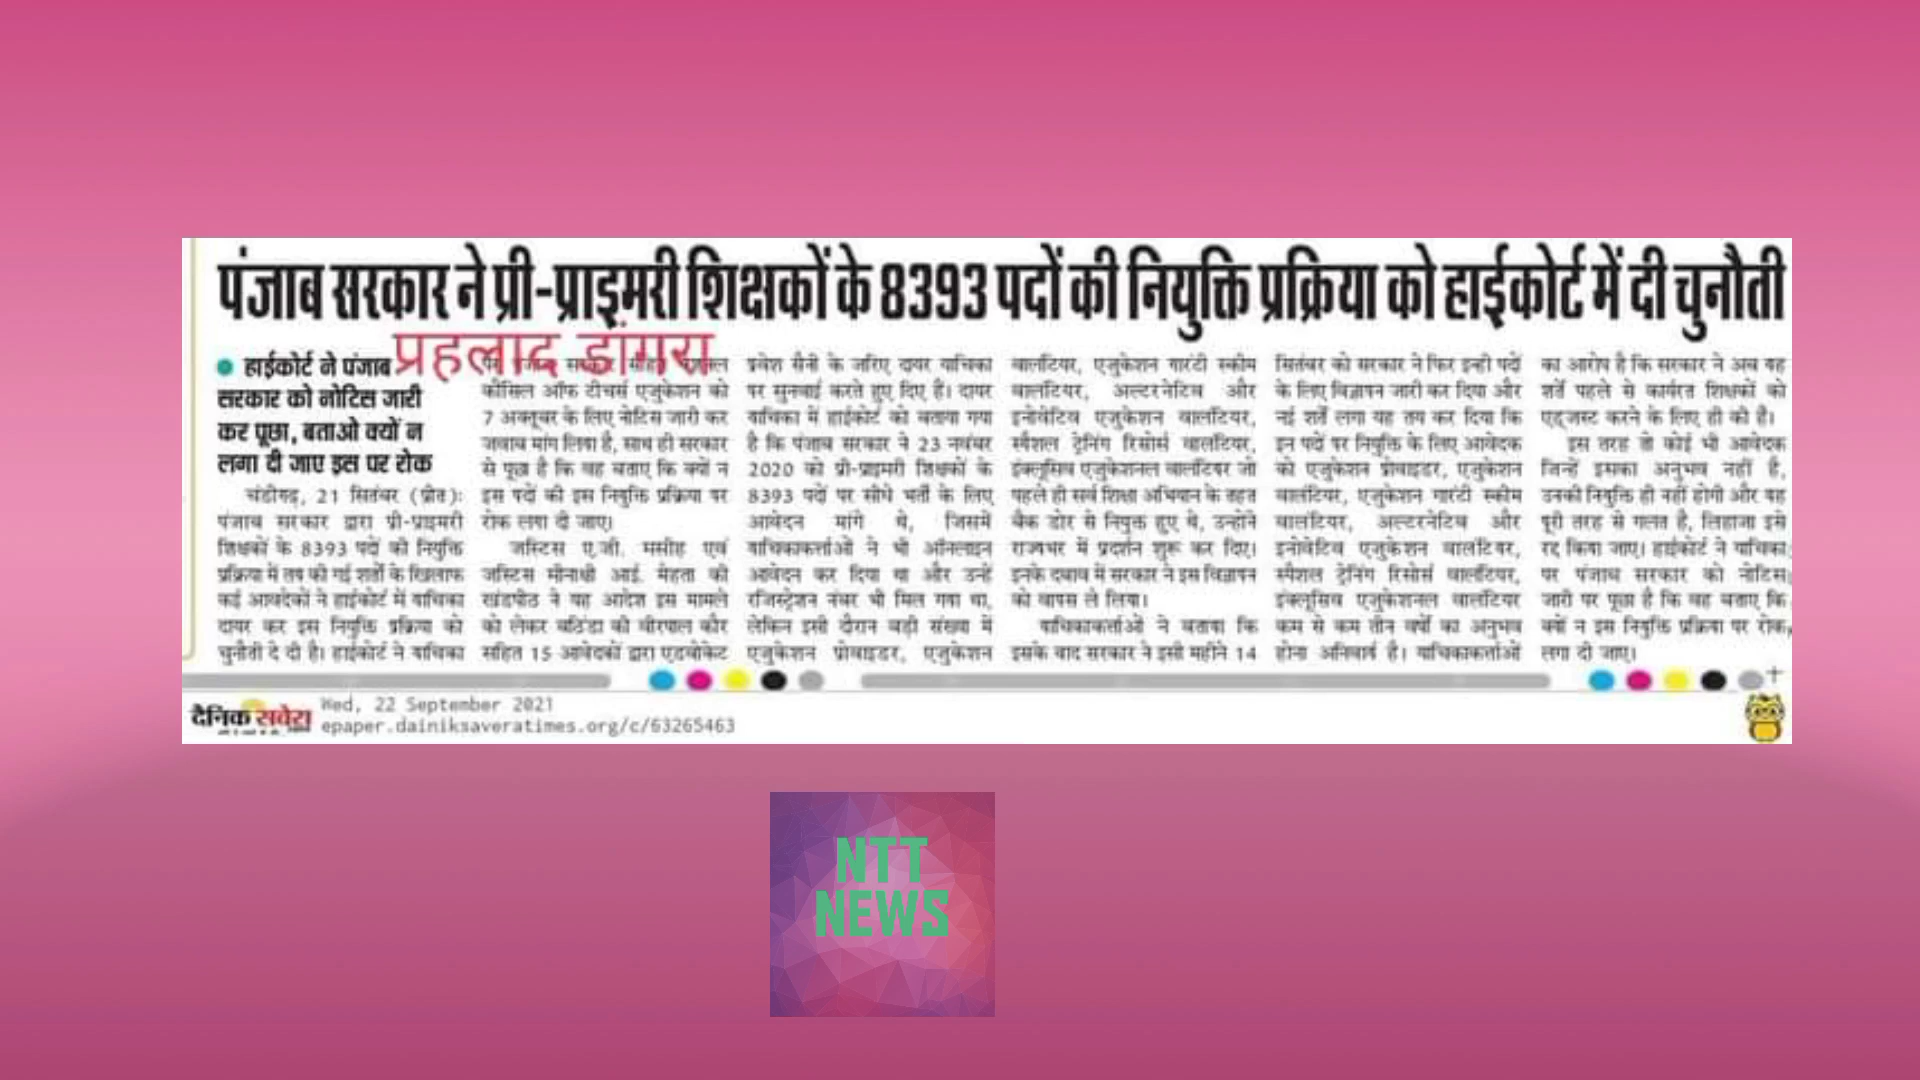 पंजाब सरकार ने प्री-प्राइमरी शिक्षकों के 8393 पदों की नियुक्ति प्रक्रिया को हाईकोर्ट में दी चुनौती
प्रहलाद डांगरा
हाईकोर्ट ने पंजाब
सरकार को नोटिस जारी
कर पूछा, बताओ क्यों न
लगा दी जाए इस पर रोक
चंडीगढ़, 21 सितंबर (प्रीत):
पंजाब सरकार द्वारा प्री-प्राइमरी
शिक्षकों के 8393 पदों की नियुक्ति
प्रक्रिया में तय की गई शर्तों के खिलाफ
कई आवदेकों ने हाईकोर्ट में याचिका
दायर कर इस नियुक्ति प्रक्रिया को
चुनौती दे दी है। हाईकोर्ट ने याचिका
कौंसिल ऑफ टीचर्स एजुकेशन को
7 अक्तूबर के लिए नोटिस जारी कर
जवाब मांग लिया है, साथ ही सरकार
से पूछा है कि वह बताए कि क्यों न
इस पदों की इस नियुक्ति प्रक्रिया पर
रोक लगा दी जाए।
जस्टिस ए.जी. मसीह एवं
जस्टिस मीनाक्षी आई. मेहता की
खंडपीठ ने यह आदेश इस मामले
को लेकर बठिंडा की वीरपाल कौर
सहित 15 आवेदकों द्वारा एडवोकेट
प्रवेश सैनी के जरिए दायर याचिका
पर सुनवाई करते हुए दिए हैं। दायर
याचिका में हाईकोर्ट को बताया गया
है कि पंजाब सरकार ने 23 नवंबर
2020 को प्री-प्राइमरी शिक्षकों के
8393 पदों पर सीधे भर्ती के लिए
आवेदन मांगे थे, जिसमें
याचिकाकर्त्ताओं ने भी ऑनलाइन
आवेदन कर दिया था और उन्हें
रजिस्ट्रेशन नंबर भी मिल गया था,
लेकिन इसी दौरान बड़ी संख्या में
एजुकेशन प्रोवाइडर, एजुकेशन
वालंटियर, एजुकेशन गारंटी स्कीम
वालंटियर, अल्टरनेटिव और
इनोवेटिव एजुकेशन वालंटियर,
स्पैशल ट्रेनिंग रिसोर्स वालंटियर,
इंक्लूसिव एजुकेशनल वालंटियर जो
पहले ही सर्व शिक्षा अभियान के तहत
बैक डोर से नियुक्त हुए थे, उन्होंने
राज्यभर में प्रदर्शन शुरू कर दिए।
इनके दबाव में सरकार ने इस विज्ञापन
को वापस ले लिया।
याचिकाकर्त्ताओं ने बताया कि
इसके बाद सरकार ने इसी महीने 14
सितंबर को सरकार ने फिर इन्ही पदों
के लिए विज्ञापन जारी कर दिया और
नई शर्तें लगा यह तय कर दिया कि
इन पदों पर नियुक्ति के लिए आवेदक
को एजुकेशन प्रोवाइडर, एजुकेशन
वालंटियर, एजुकेशन गारंटी स्कीम
वालंटियर, अल्टरनेटिव और
इनोवेटिव एजुकेशन वालंटियर,
स्पैशल ट्रेनिंग रिसोर्स वालंटियर,
इंक्लूसिव एजुकेशनल वालंटियर
कम से कम तीन वर्षों का अनुभव
होना अनिवार्य है। याचिकाकर्त्ताओं
का आरोप है कि सरकार ने अब यह
शर्तें पहले से कार्यरत शिक्षकों को
एड्जस्ट करने के लिए ही की है।
इस तरह तो कोई भी आवेदक
जिन्हें इसका अनुभव नहीं है,
उनकी नियुक्ति ही नहीं होगी और यह
पूरी तरह से गलत है, लिहाजा इसे
रद्द किया जाए। हाईकोर्ट ने याचिका
पर पंजाब सरकार को नोटिस
जारी पर पूछा है कि वह बताए कि
क्यों न इस नियुक्ति प्रक्रिया पर रोक
लगा दी जाए।
दैनिक सवेरा
Wed, 22 September 2021
epaper.dainiksaveratimes.org/c/63265463
NTT
NEWS